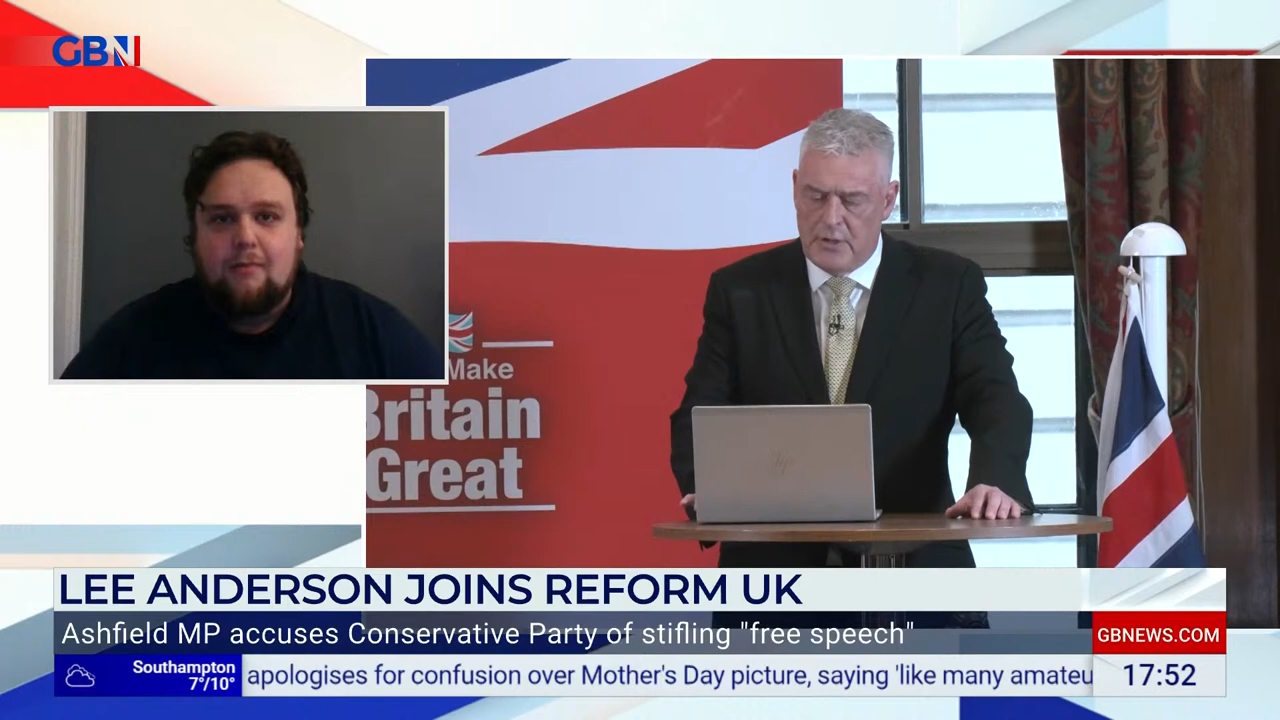 GBN
Make
Britain
Great
LEE ANDERSON JOINS REFORM UK
Ashfield MP accuses Conservative Party of stifling "free speech"
GBNEWS.COM
Southampton
7°/10°
apologises for confusion over Mother's Day picture, saying 'like many amateu
17:52